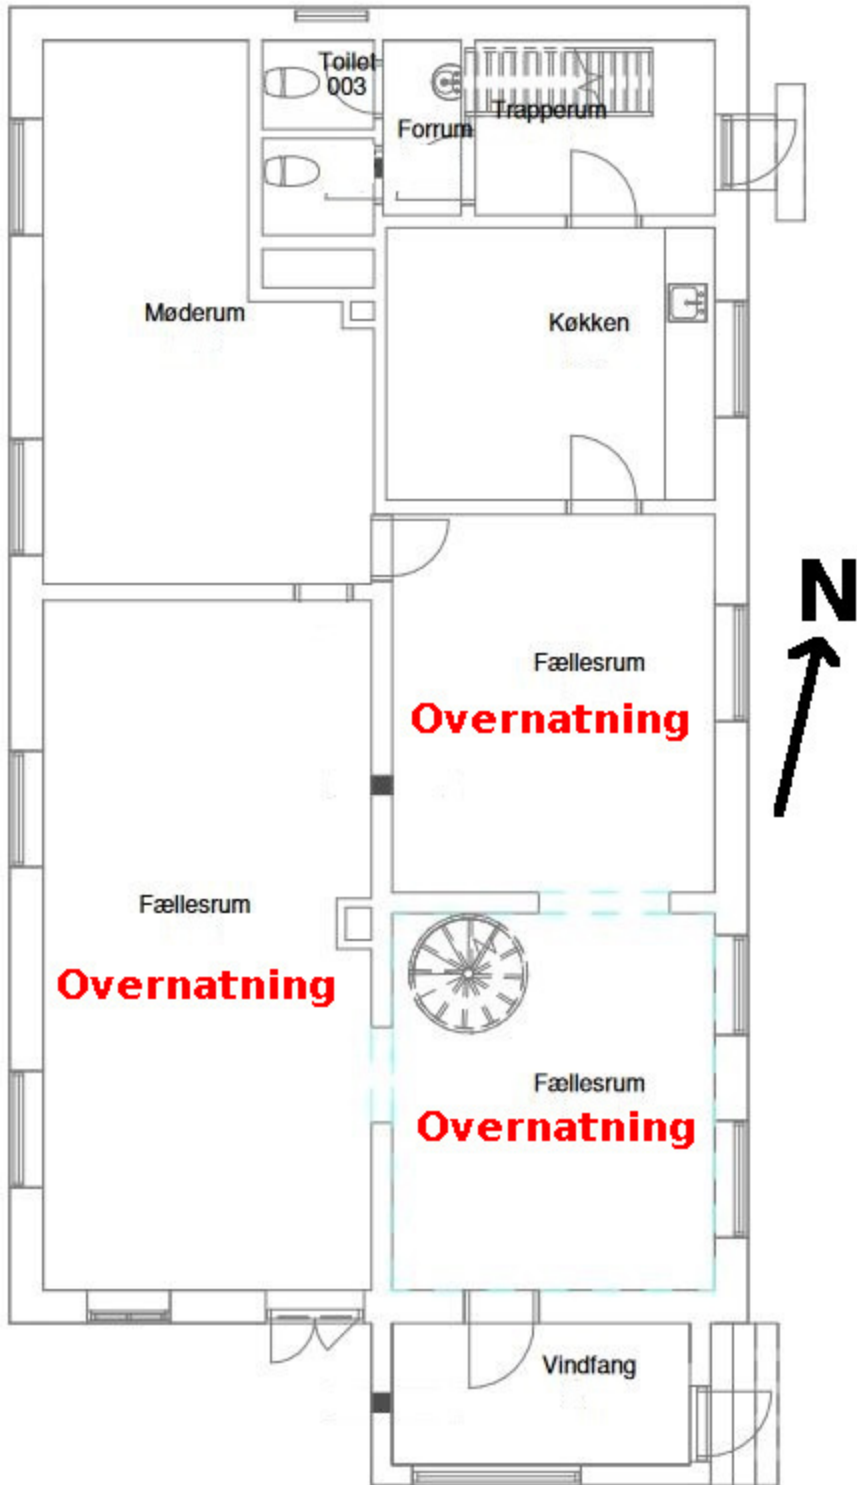 Toilet
003
Forrum
Trapperum
Møderum
Køkken
N
Fællesrum
Overnatning
Fællesrum
Overnatning
Fællesrum
Overnatning
Vindfang